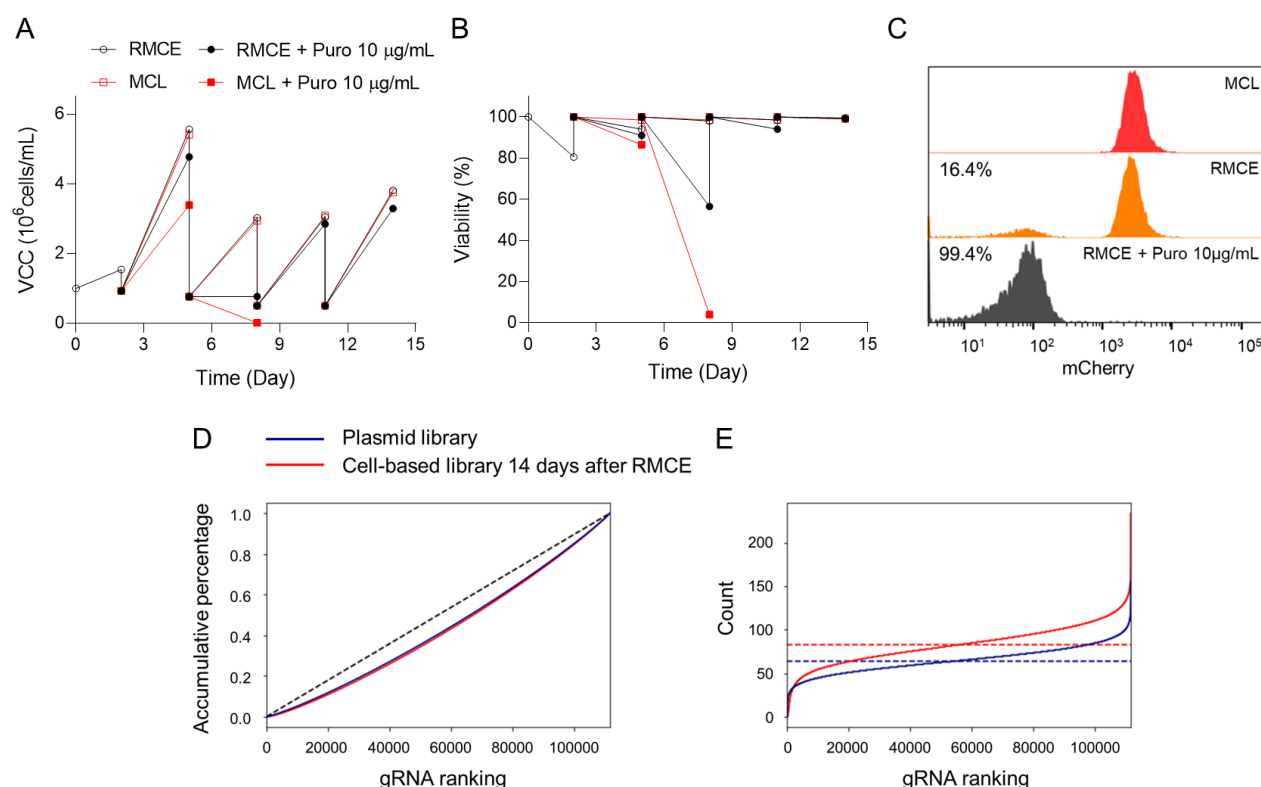 A
RMCE
RMCE + Puro 10 μg/mL
MCL
MCL + Puro 10 μg/mL
VCC (10⁶cells/mL)
6
4
2
0
0 3 6 9 12 15
Time (Day)
B
Viability (%)
100
80
60
40
20
0
0 3 6 9 12 15
Time (Day)
C
MCL
16.4%
RMCE
99.4%
RMCE + Puro 10μg/mL
10¹ 10² 10³ 10⁴ 10⁵
mCherry
D
Plasmid library
Cell-based library 14 days after RMCE
Accumulative percentage
1.0
0.8
0.6
0.4
0.2
0.0
0 20000 40000 60000 80000 100000
gRNA ranking
E
Count
200
150
100
50
0
0 20000 40000 60000 80000 100000
gRNA ranking